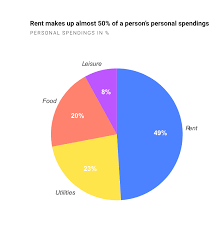 Rent makes up almost 50% of a person's personal spendings
PERSONAL SPENDINGS IN %
Leisure
8%
Food
20%
49%
Rent
23%
Utilities